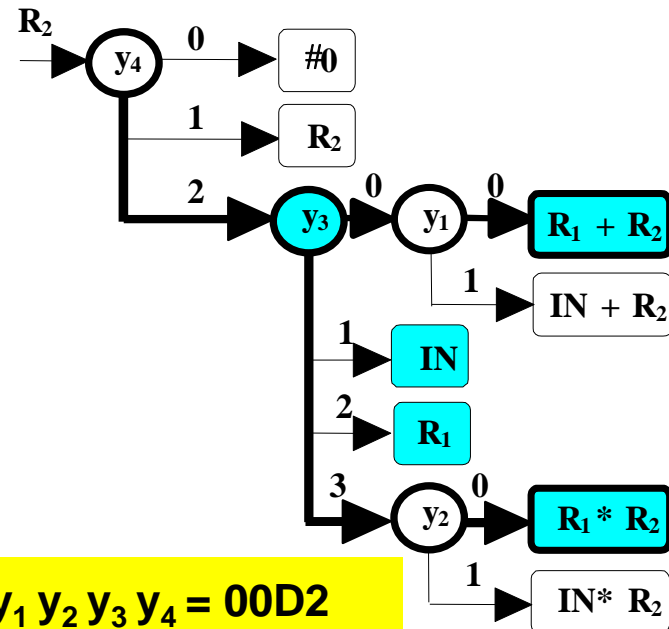 R₂
y₄
0
#0
1
R₂
2
y₃
0
y₁
0
R₁ + R₂
1
IN + R₂
1
IN
2
R₁
3
y₂
0
R₁* R₂
1
IN* R₂
y₁ y₂ y₃ y₄ = 00D2